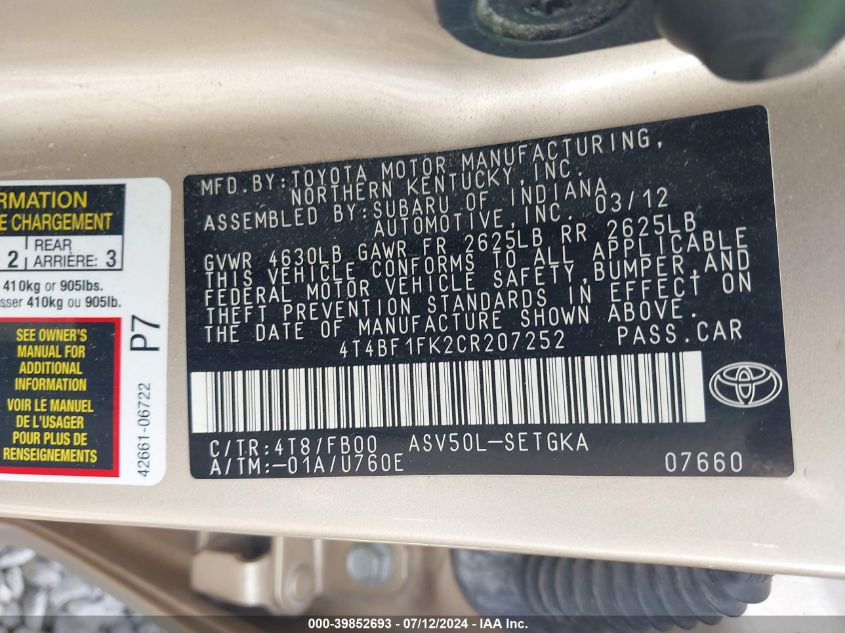 RMATION
E CHARGEMENT
2 REAR ARRIÈRE: 3
410kg or 905lbs.
sser 410kg ou 905lb.
SEE OWNER'S
MANUAL FOR
ADDITIONAL
INFORMATION
VOIR LE MANUEL
DE L'USAGER
POUR PLUS DE
RENSEIGNEMENTS
P7
42661-06722
MFD.BY:TOYOTA MOTOR MANUFACTURING,
NORTHERN KENTUCKY, INC.
ASSEMBLED BY:SUBARU OF INDIANA
AUTOMOTIVE,INC. 03/12
GVWR 4630LB GAWR FR 2625LB RR 2625LB
THIS VEHICLE CONFORMS TO ALL APPLICABLE
FEDERAL MOTOR VEHICLE SAFETY,BUMPER,AND
THEFT PREVENTION STANDARDS IN EFFECT ON
THE DATE OF MANUFACTURE SHOWN ABOVE.
4T4BF1FK2CR207252 PASS.CAR
C/TR:4T8/FB00 ASV50L-SETGKA
A/TM:-01A/U760E 07660
000-39852693 - 07/12/2024 - IAA Inc.